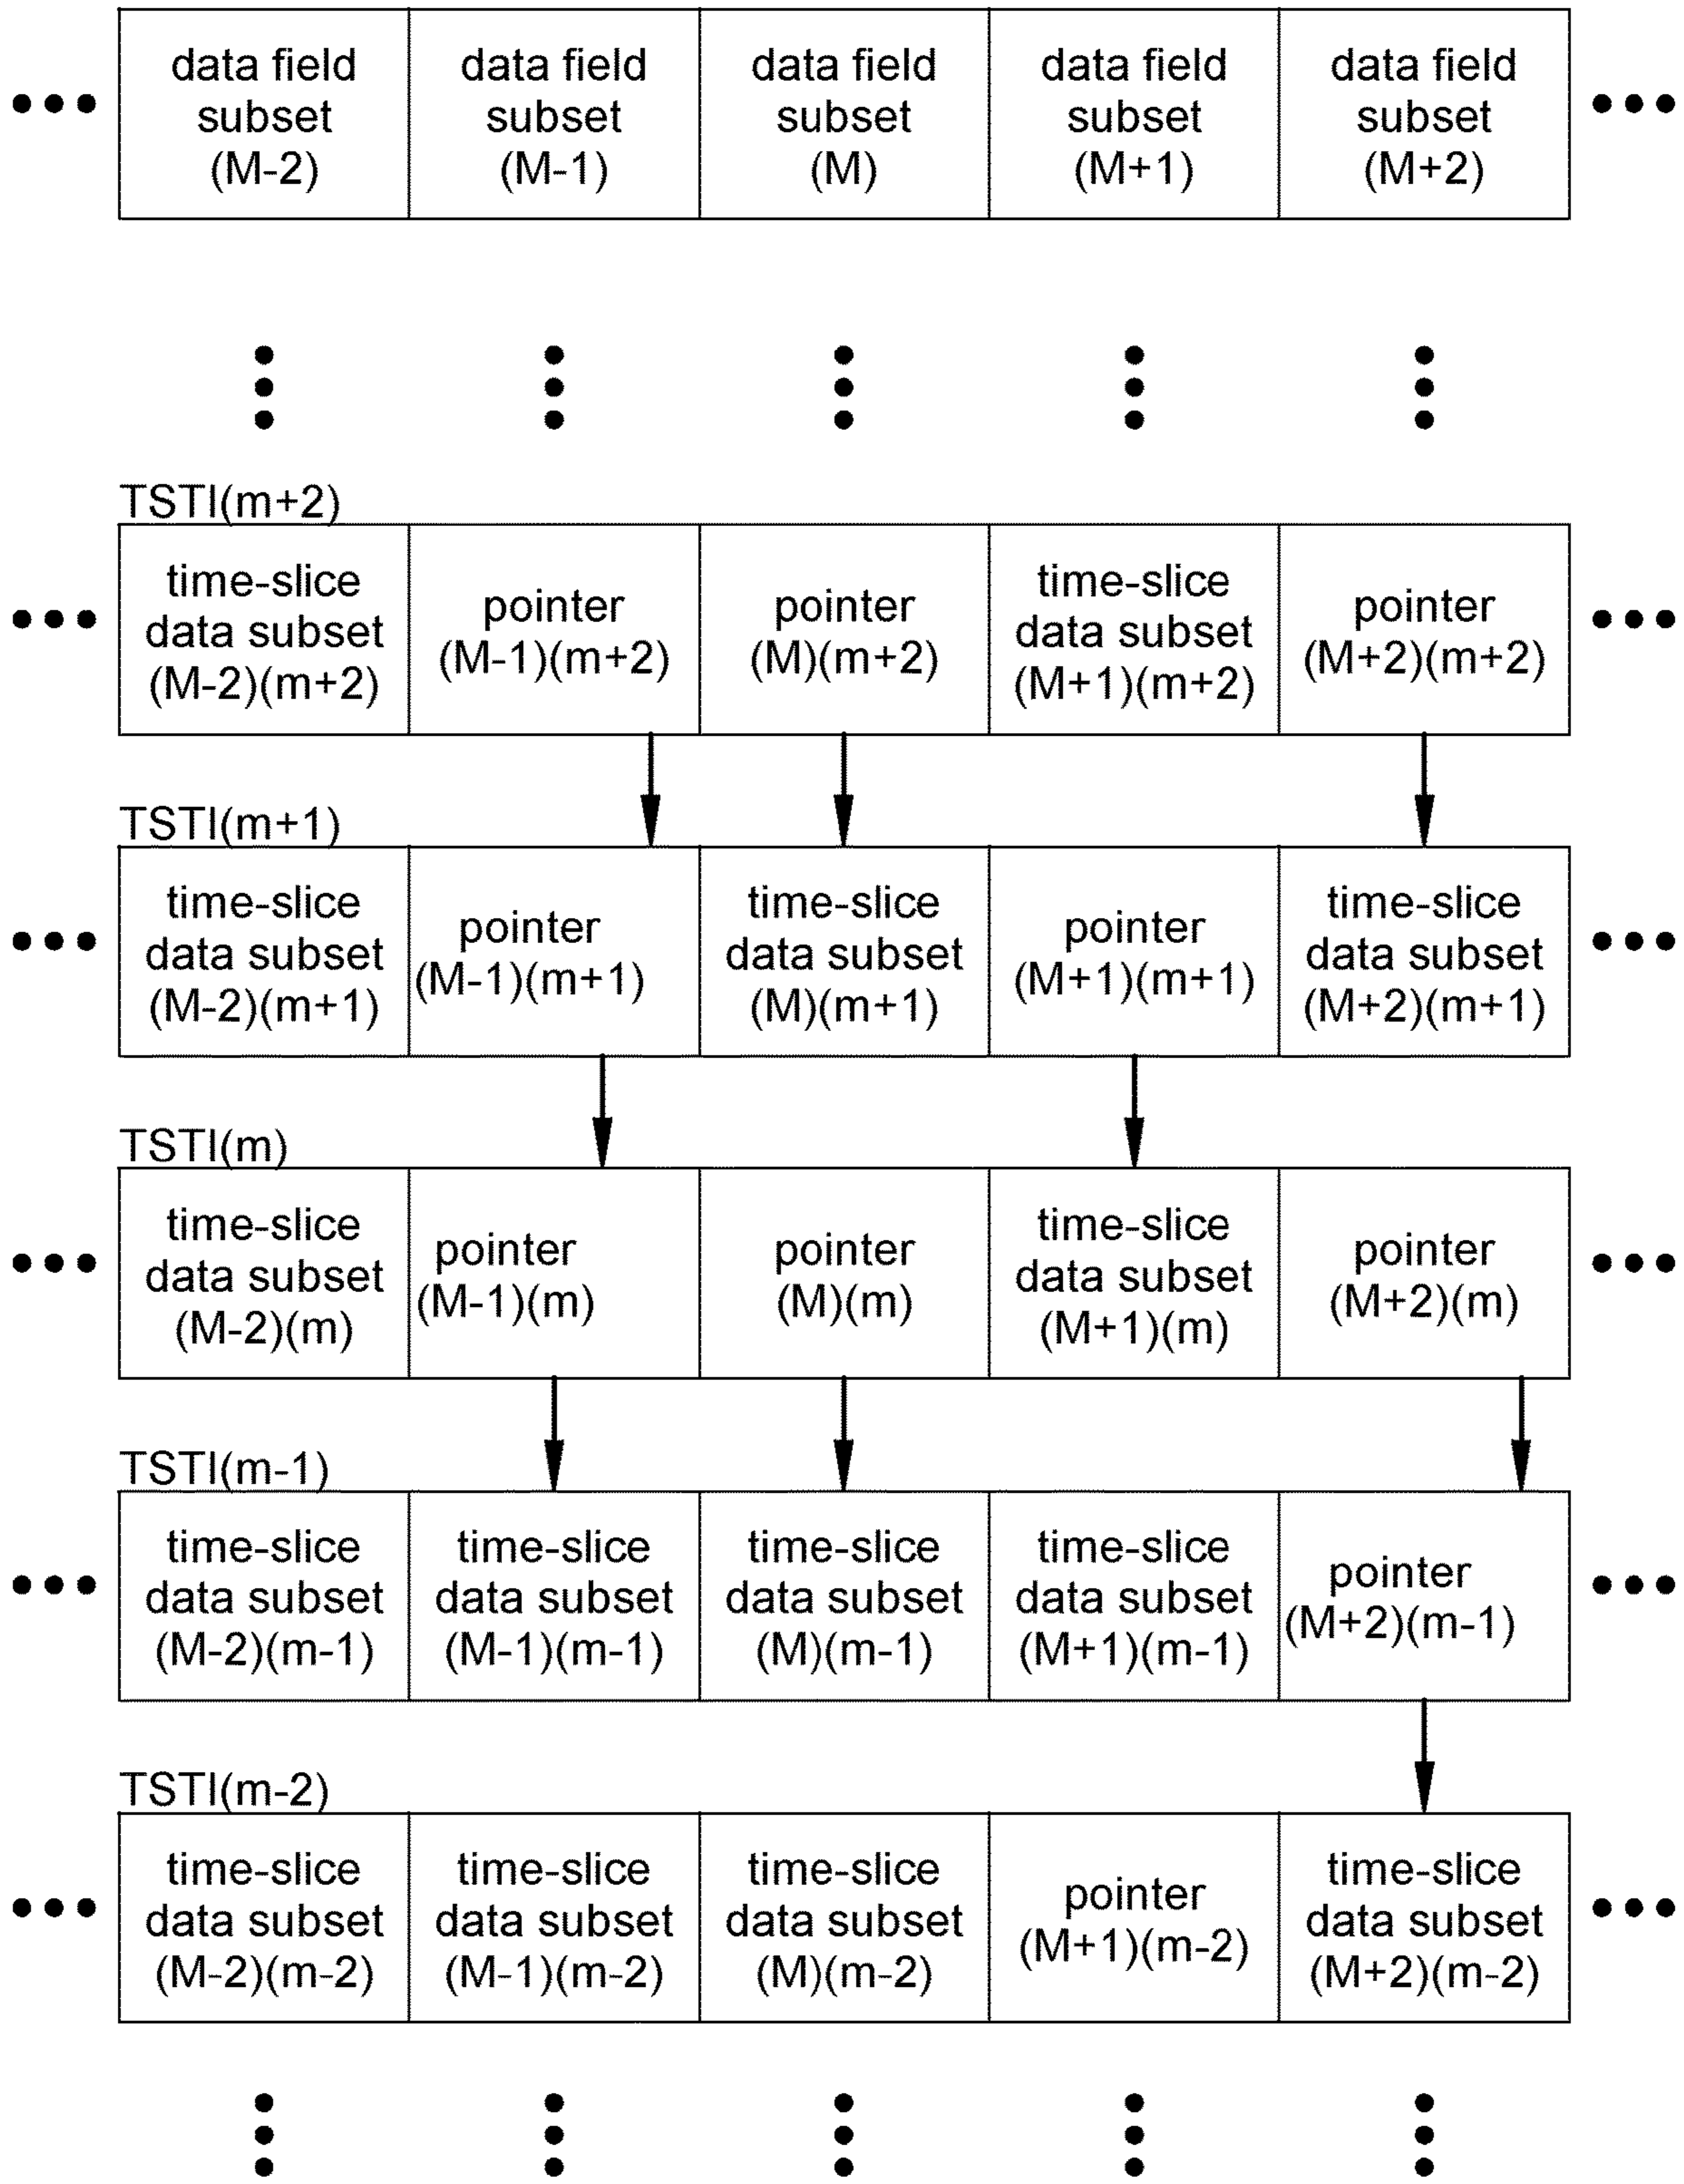 data field
subset
(M-2)
data field
subset
(M-1)
data field
subset
(M)
data field
subset
(M+1)
data field
subset
(M+2)
TSTI(m+2)
time-slice
data subset
(M-2)(m+2)
pointer
(M-1)(m+2)
pointer
(M)(m+2)
time-slice
data subset
(M+1)(m+2)
pointer
(M+2)(m+2)
TSTI(m+1)
time-slice
data subset
(M-2)(m+1)
pointer
(M-1)(m+1)
time-slice
data subset
(M)(m+1)
pointer
(M+1)(m+1)
time-slice
data subset
(M+2)(m+1)
TSTI(m)
time-slice
data subset
(M-2)(m)
pointer
(M-1)(m)
pointer
(M)(m)
time-slice
data subset
(M+1)(m)
pointer
(M+2)(m)
TSTI(m-1)
time-slice
data subset
(M-2)(m-1)
time-slice
data subset
(M-1)(m-1)
time-slice
data subset
(M)(m-1)
time-slice
data subset
(M+1)(m-1)
pointer
(M+2)(m-1)
TSTI(m-2)
time-slice
data subset
(M-2)(m-2)
time-slice
data subset
(M-1)(m-2)
time-slice
data subset
(M)(m-2)
pointer
(M+1)(m-2)
time-slice
data subset
(M+2)(m-2)